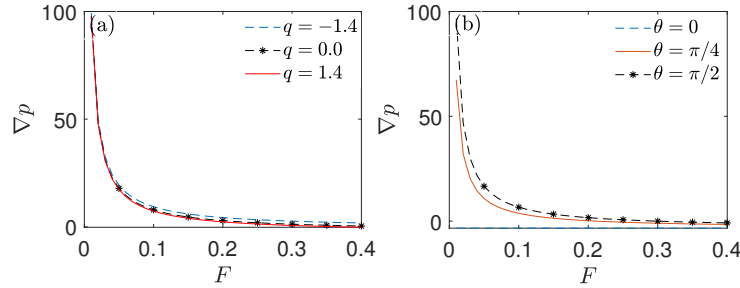 (a)
q = −1.4
q = 0.0
q = 1.4
∇p
100
50
0
0 0.1 0.2 0.3 0.4
F
(b)
θ = 0
θ = π/4
θ = π/2
∇p
100
50
0
0 0.1 0.2 0.3 0.4
F